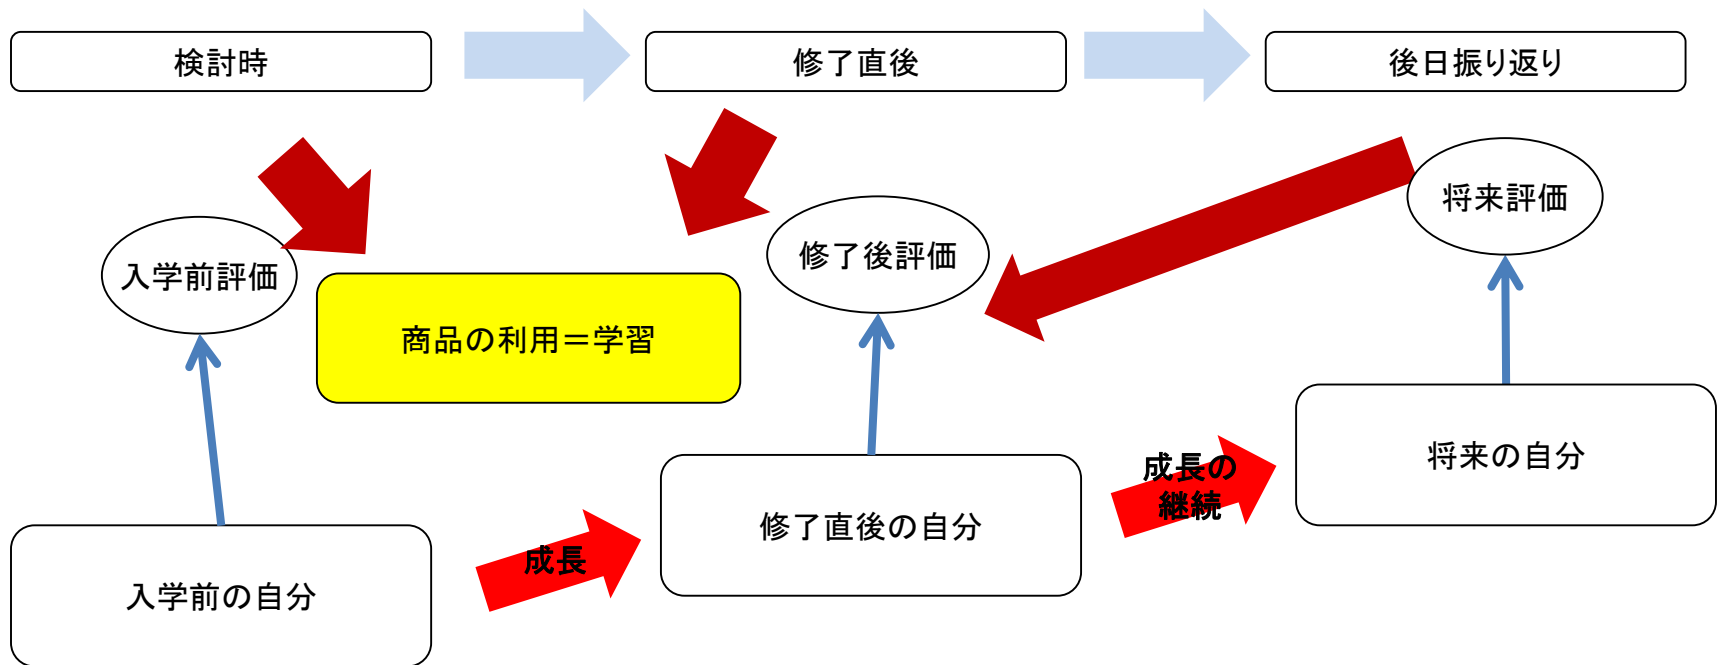 検討時
修了直後
後日振り返り
入学前評価
修了後評価
将来評価
商品の利用＝学習
入学前の自分
成長
修了直後の自分
成長の
継続
将来の自分